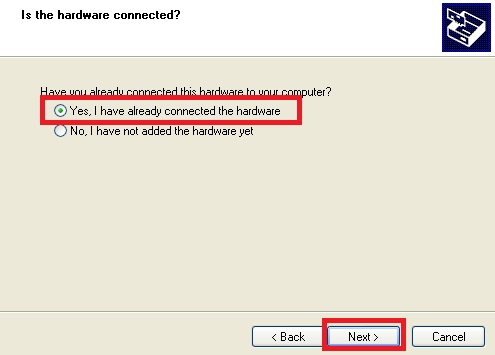 Is the hardware connected?
Have you already connected this hardware to your computer?
Yes, I have already connected the hardware
No, I have not added the hardware yet
< Back
Next >
Cancel